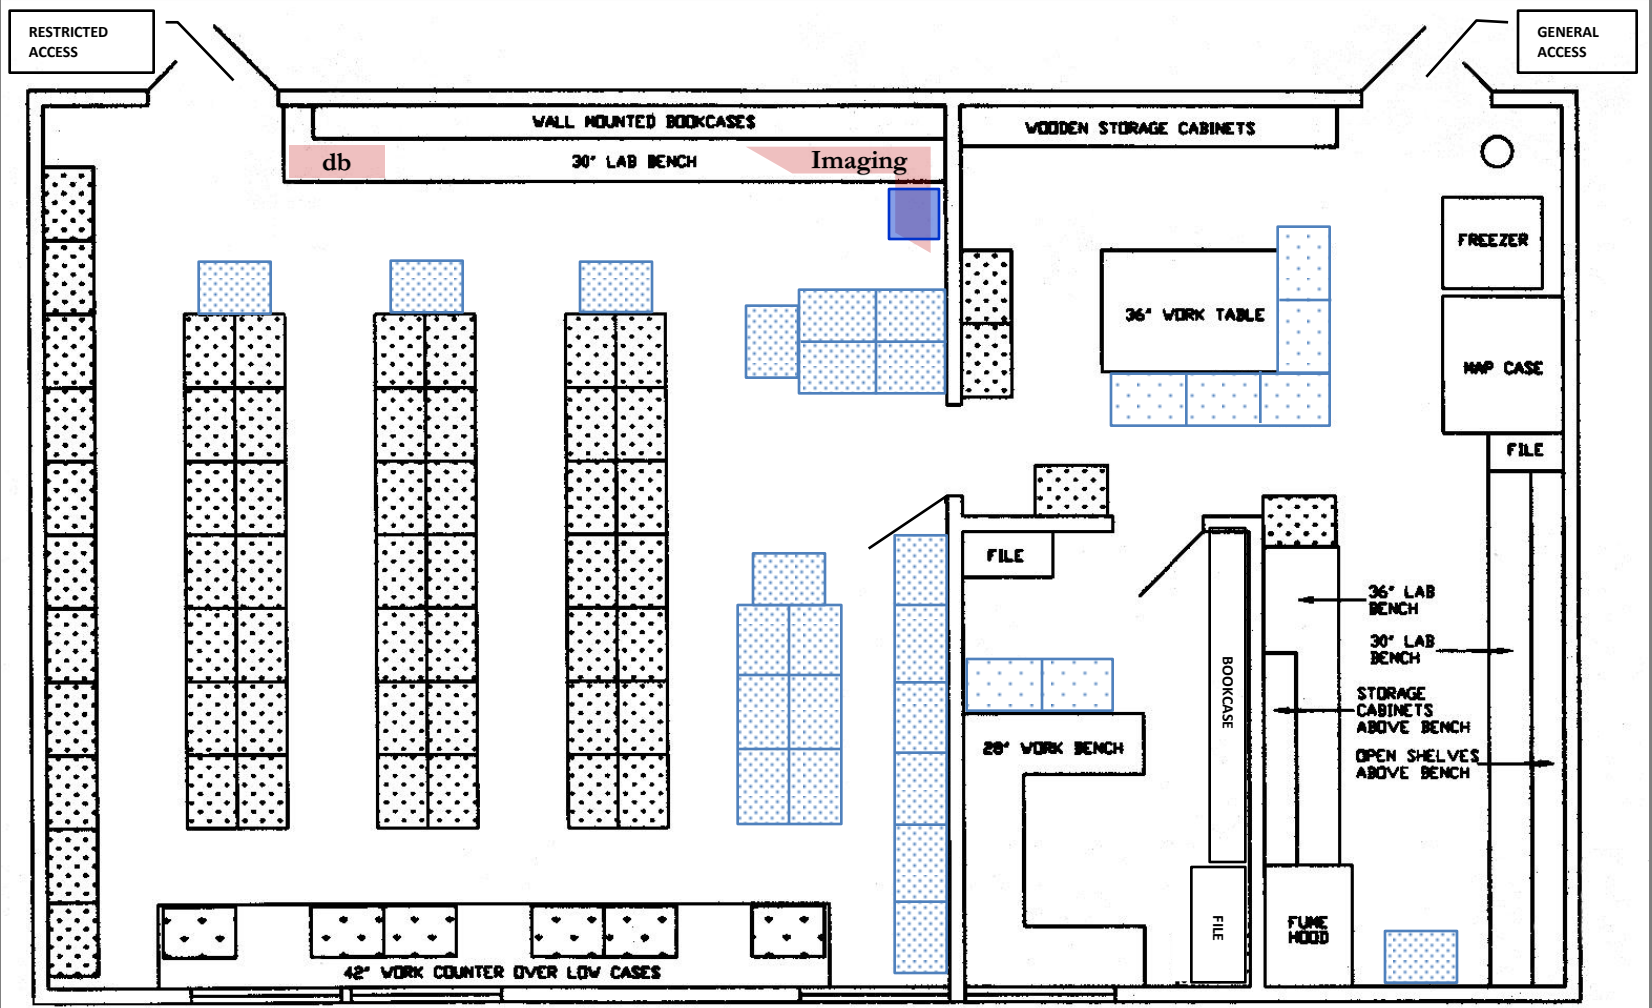 RESTRICTED
ACCESS
GENERAL
ACCESS
WALL MOUNTED BOOKCASES
WOODEN STORAGE CABINETS
db
30" LAB BENCH
Imaging
FREEZER
36" WORK TABLE
MAP CASE
FILE
FILE
36" LAB
BENCH
30" LAB
BENCH
BOOKCASE
STORAGE
CABINETS
ABOVE BENCH
28" WORK BENCH
OPEN SHELVES
ABOVE BENCH
FILE
FUME
HOOD
42" WORK COUNTER OVER LOW CASES